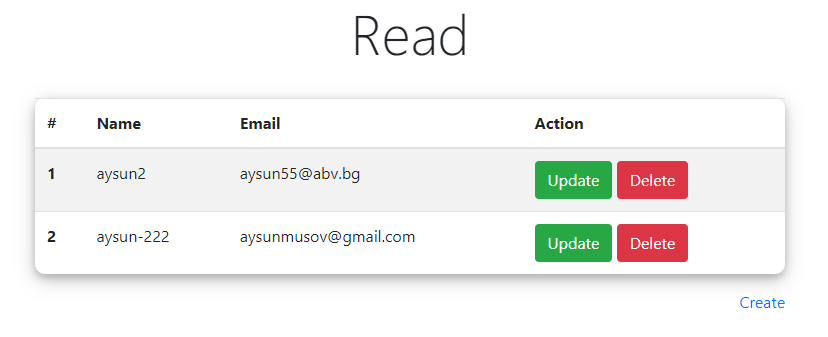 Read
# Name Email Action
1 aysun2 aysun55@abv.bg Update Delete
2 aysun-222 aysunmusov@gmail.com Update Delete
Create